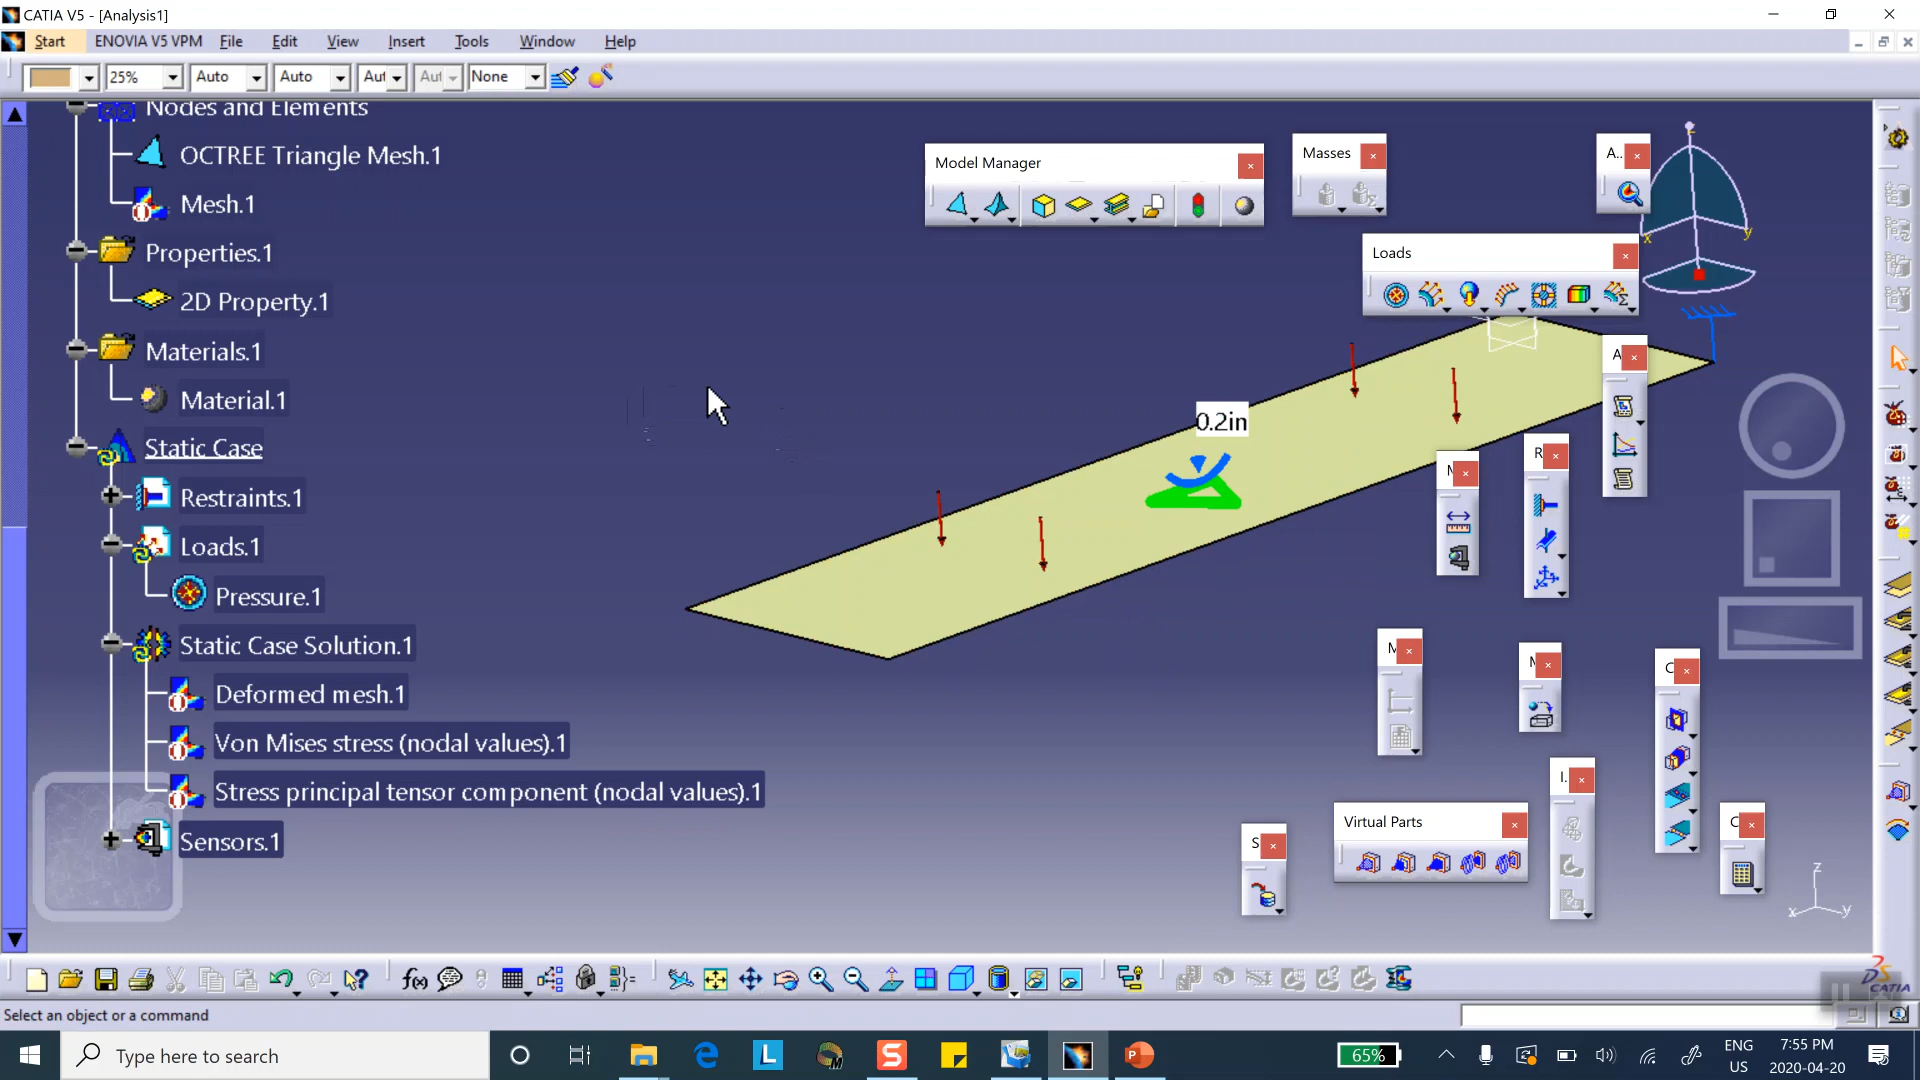 CATIA V5 - [Analysis1]
Start ENOVIA V5 VPM File Edit View Insert Tools Window Help
25% Auto Auto Aut Aut None
Nodes and Elements
OCTREE Triangle Mesh.1
Mesh.1
Properties.1
2D Property.1
Materials.1
Material.1
Static Case
Restraints.1
Loads.1
Pressure.1
Static Case Solution.1
Deformed mesh.1
Von Mises stress (nodal values).1
Stress principal tensor component (nodal values).1
Sensors.1
Model Manager
Masses
A..
Loads
z
x
y
A
0.2in
R
C
I.
Virtual Parts
S
C
z
x
y
f(x)
CATIA
Select an object or a command
Type here to search
65%
ENG
US
7:55 PM
2020-04-20